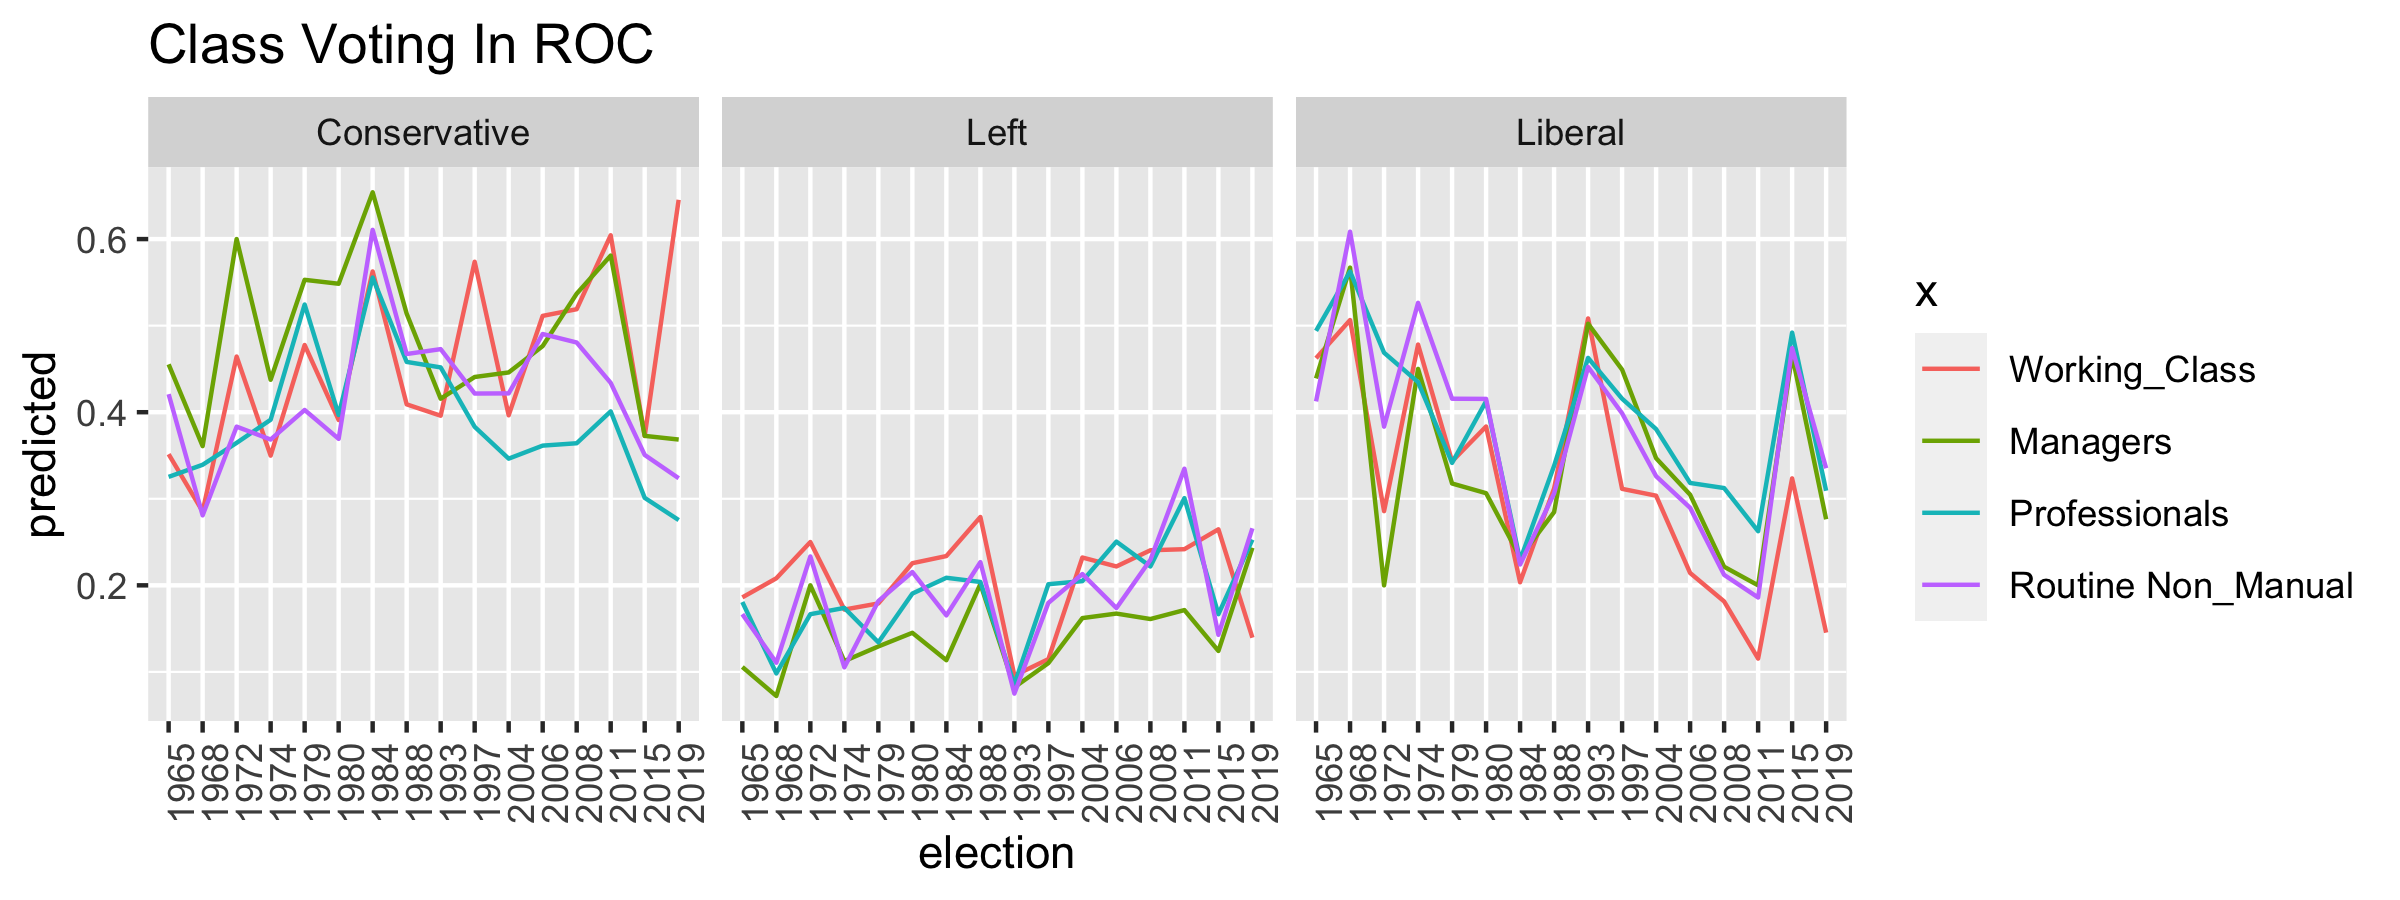 Class Voting In ROC
Conservative Left Liberal
0.6
0.4
0.2
predicted
1965 1968 1972 1974 1979 1980 1984 1988 1993 1997 2004 2006 2008 2011 2015 2019
1965 1968 1972 1974 1979 1980 1984 1988 1993 1997 2004 2006 2008 2011 2015 2019
1965 1968 1972 1974 1979 1980 1984 1988 1993 1997 2004 2006 2008 2011 2015 2019
election
x
Working_Class
Managers
Professionals
Routine Non_Manual